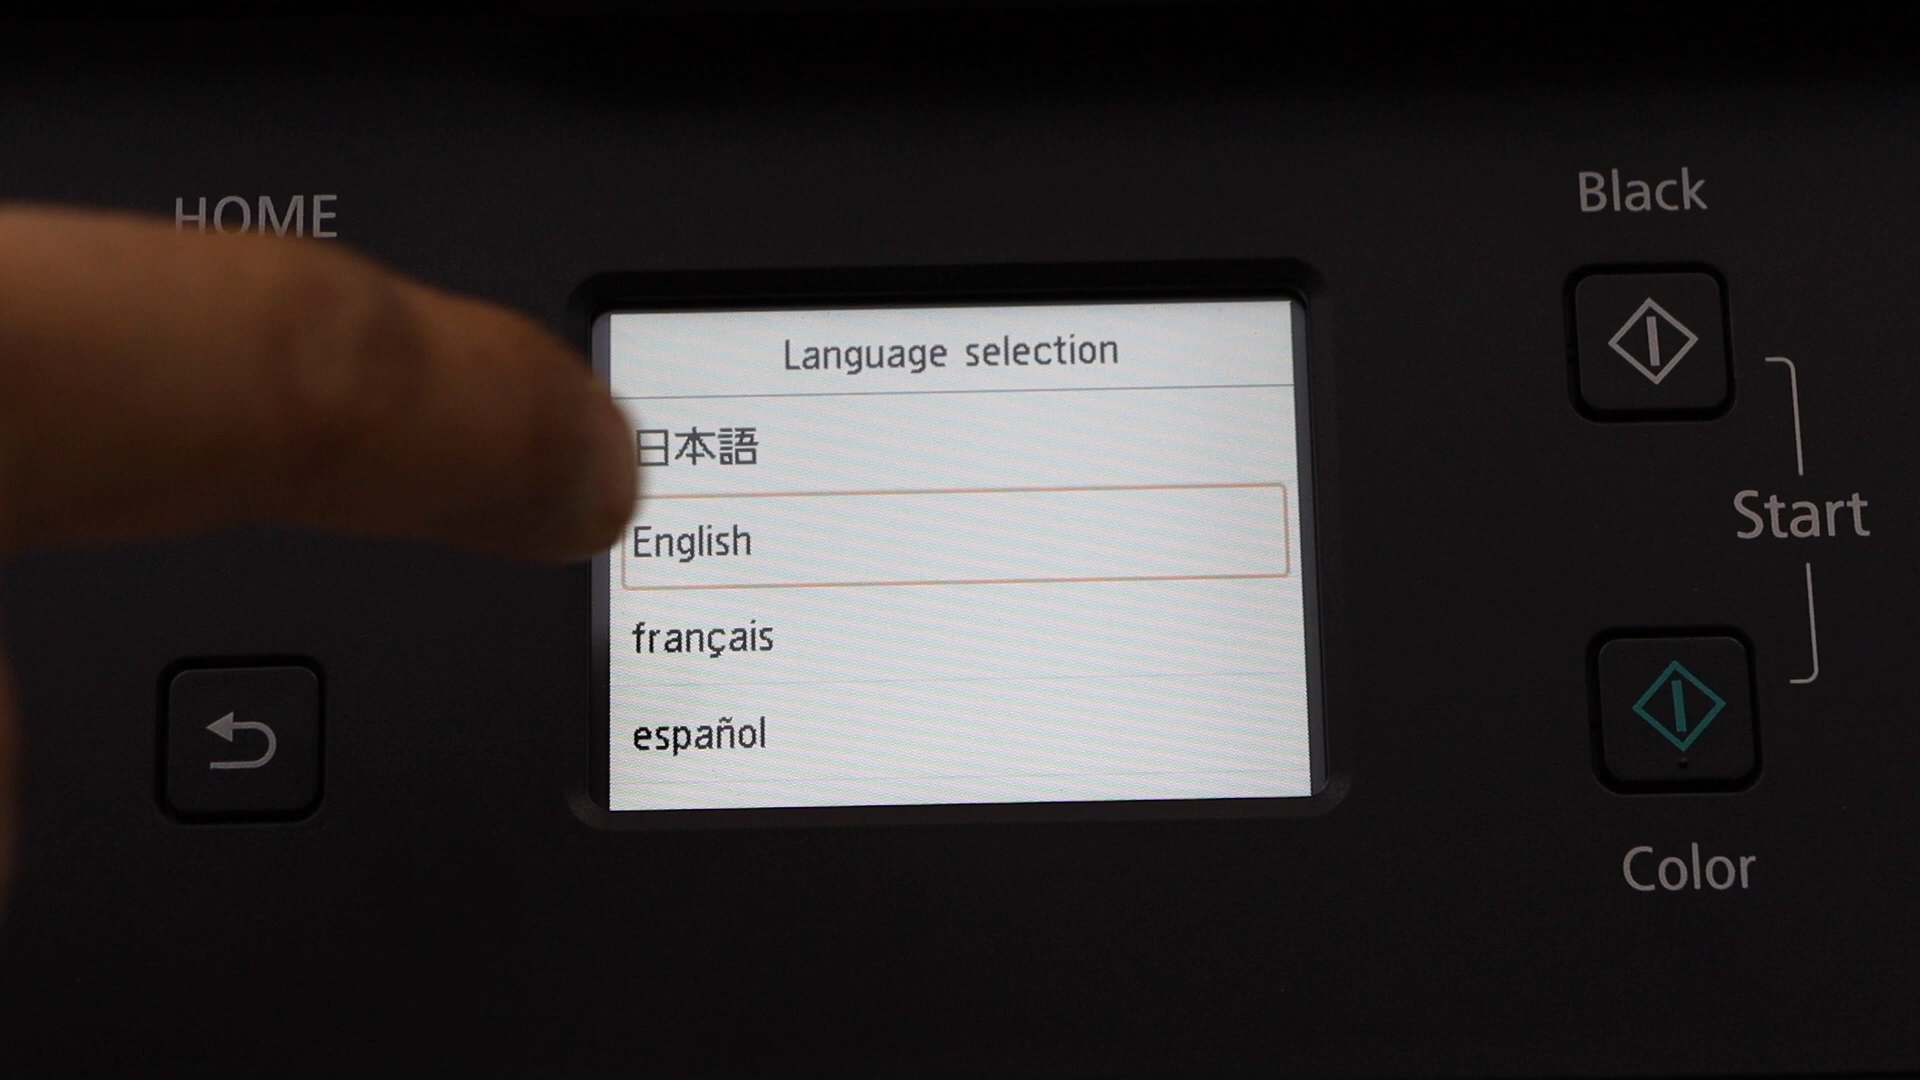 HOME
Black
Language selection
日本語
English
français
español
Start
Color